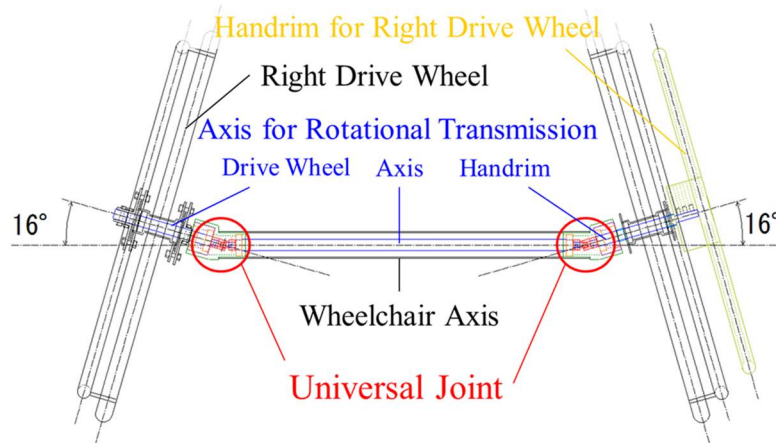 Handrim for Right Drive Wheel
Right Drive Wheel
Axis for Rotational Transmission
Drive Wheel Axis Handrim
16° 16°
Wheelchair Axis
Universal Joint